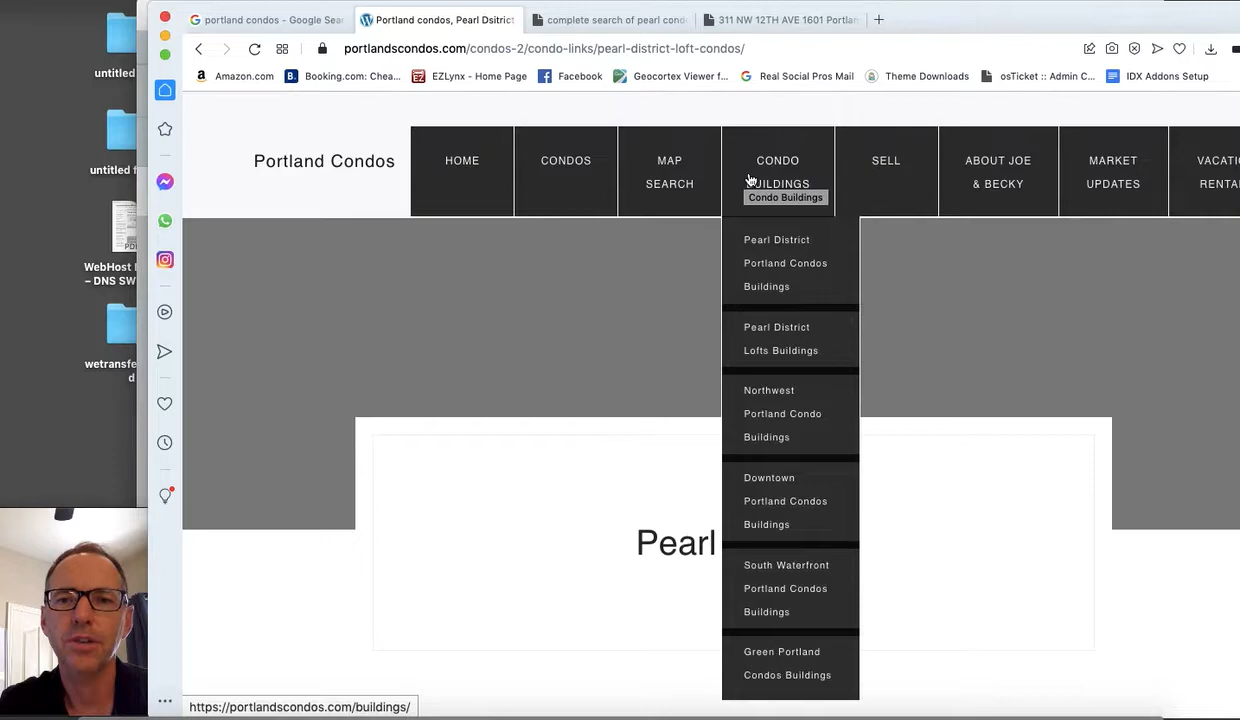 portland condos - Google Sea
Portland condos, Pearl Dsitrict
complete search of pearl cond
311 NW 12TH AVE 1601 Portlan
portlandscondos.com/condos-2/condo-links/pearl-district-loft-condos/
Amazon.com
Booking.com: Chea...
EZLynx - Home Page
Facebook
Geocortex Viewer f...
Real Social Pros Mail
Theme Downloads
osTicket :: Admin C...
IDX Addons Setup
untitled
untitled f
PDF
WebHost
– DNS SW
wetransfe
d
Portland Condos
HOME
CONDOS
MAP
SEARCH
CONDO
BUILDINGS
SELL
ABOUT JOE
& BECKY
MARKET
UPDATES
VACATI
RENTA
Condo Buildings
Pearl District
Portland Condos
Buildings
Pearl District
Lofts Buildings
Northwest
Portland Condo
Buildings
Downtown
Portland Condos
Buildings
South Waterfront
Portland Condos
Buildings
Green Portland
Condos Buildings
Pearl
https://portlandscondos.com/buildings/